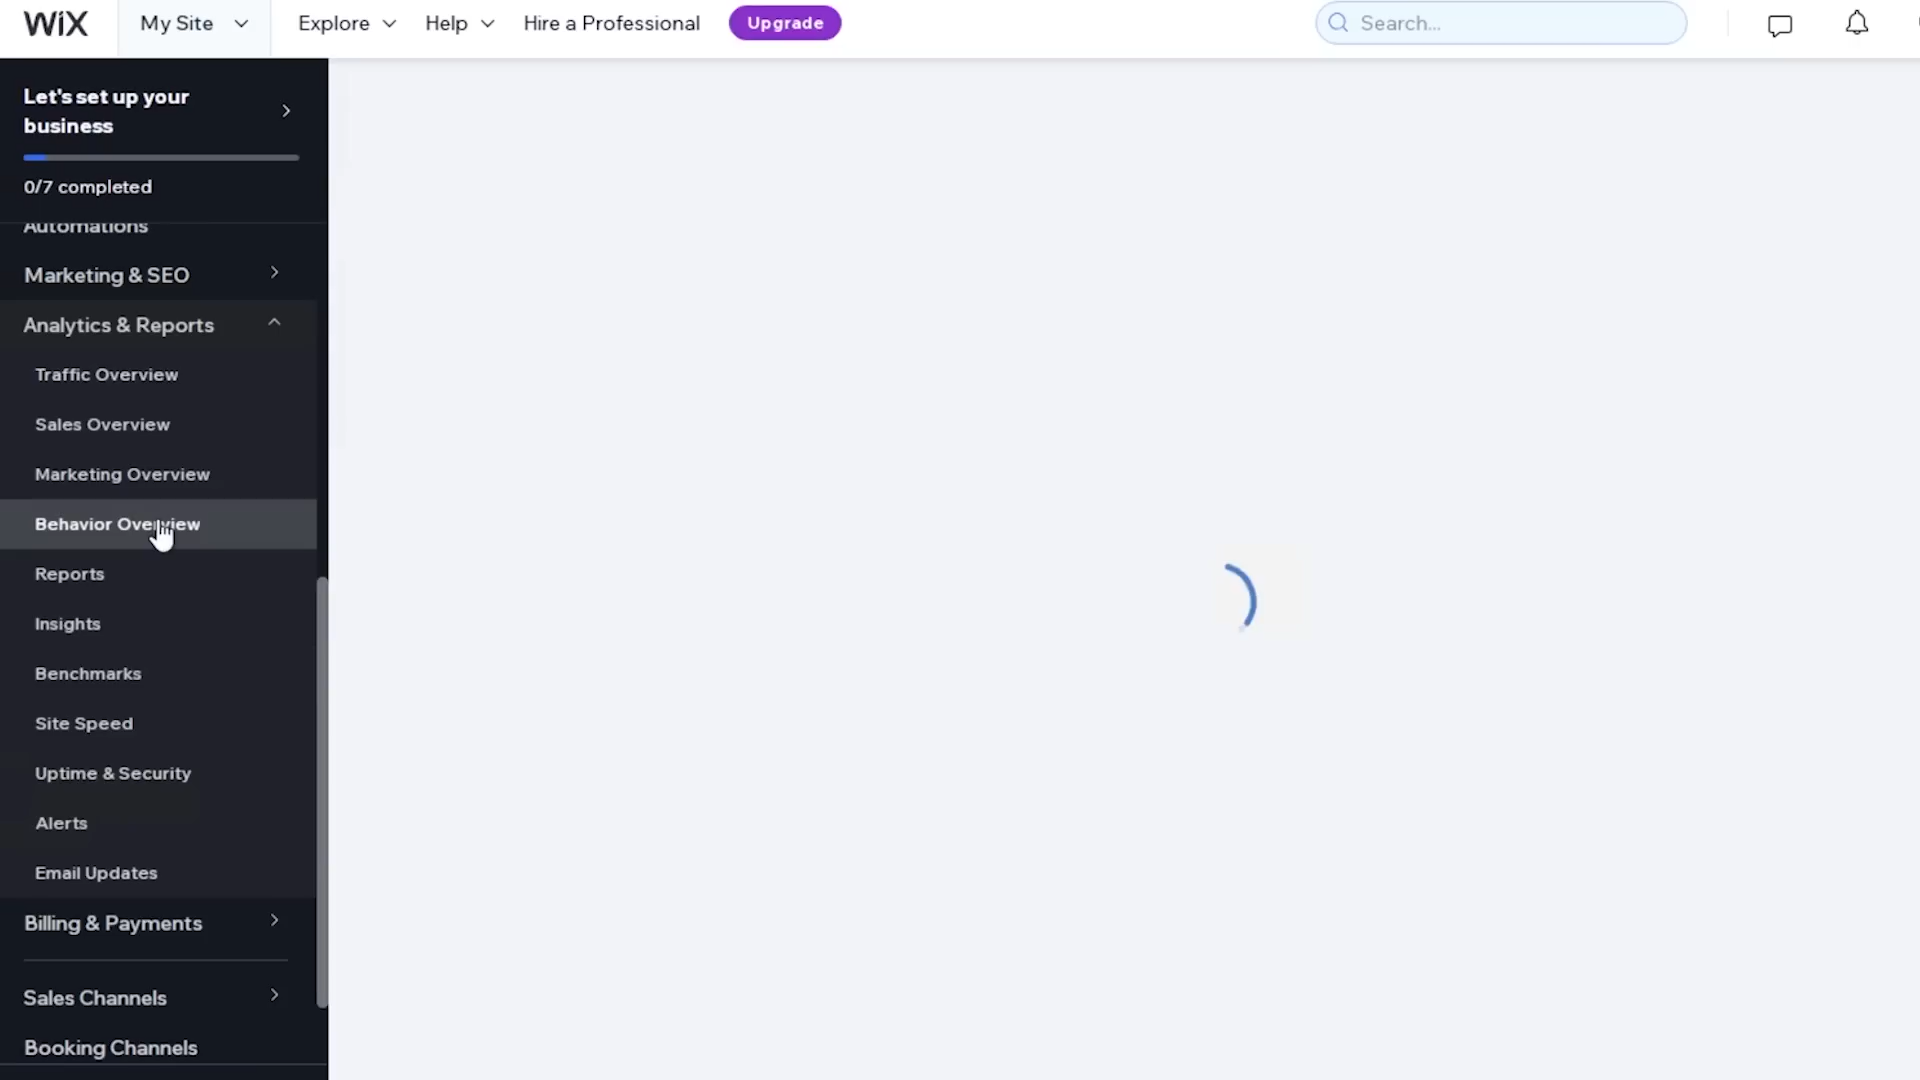 WiX
My Site
Explore
Help
Hire a Professional
Upgrade
Search...
Let's set up your
business
0/7 completed
Automations
Marketing & SEO
Analytics & Reports
Traffic Overview
Sales Overview
Marketing Overview
Behavior Overview
Reports
Insights
Benchmarks
Site Speed
Uptime & Security
Alerts
Email Updates
Billing & Payments
Sales Channels
Booking Channels